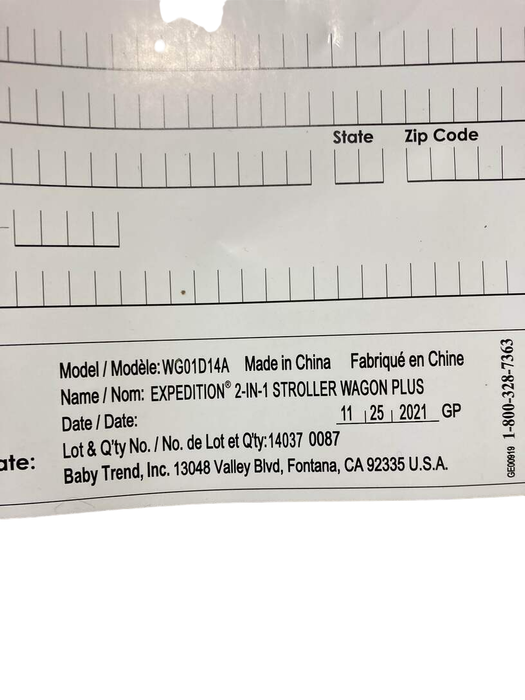 State Zip Code
Model / Modèle: WG01D14A Made in China Fabriqué en Chine
Name / Nom: EXPEDITION® 2-IN-1 STROLLER WAGON PLUS
Date / Date: 11 25 2021 GP
Lot & Q'ty No. / No. de Lot et Q'ty: 14037 0087
Baby Trend, Inc. 13048 Valley Blvd, Fontana, CA 92335 U.S.A.
ate:
GE00919 1-800-328-7363